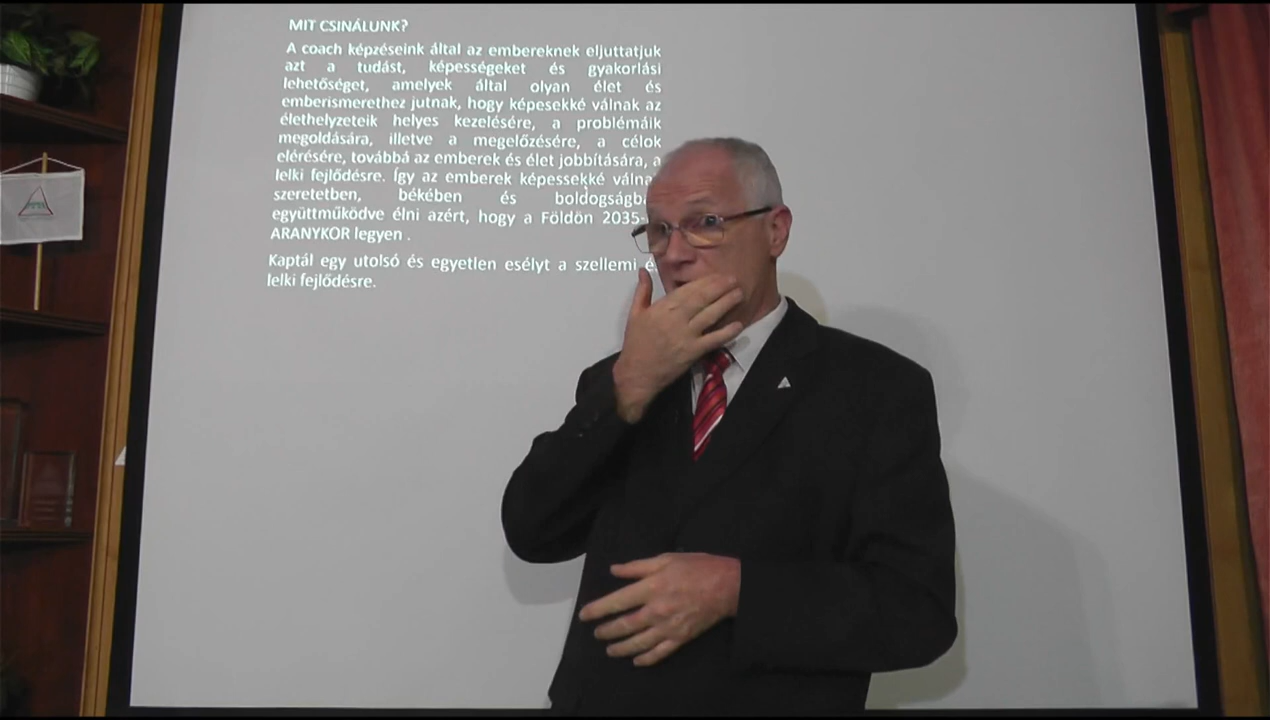 MIT CSINÁLUNK?
A coach képzéseink által az embereknek eljuttatjuk
azt a tudást, képességeket és gyakorlási
lehetőséget, amelyek által olyan élet és
emberismerethez jutnak, hogy képesekké válnak az
élethelyzeteik helyes kezelésére, a problémáik
megoldására, illetve a megelőzésére, a célok
elérésére, továbbá az emberek és élet jobbítására, a
lelki fejlődésre. Így az emberek képessekké
szeretetben, békében és
együttműködve élni azért, hogy a Földön 2035-
ARANYKOR legyen .
Kaptál egy utolsó és egyetlen esélyt a szellemi
lelki fejlődésre.